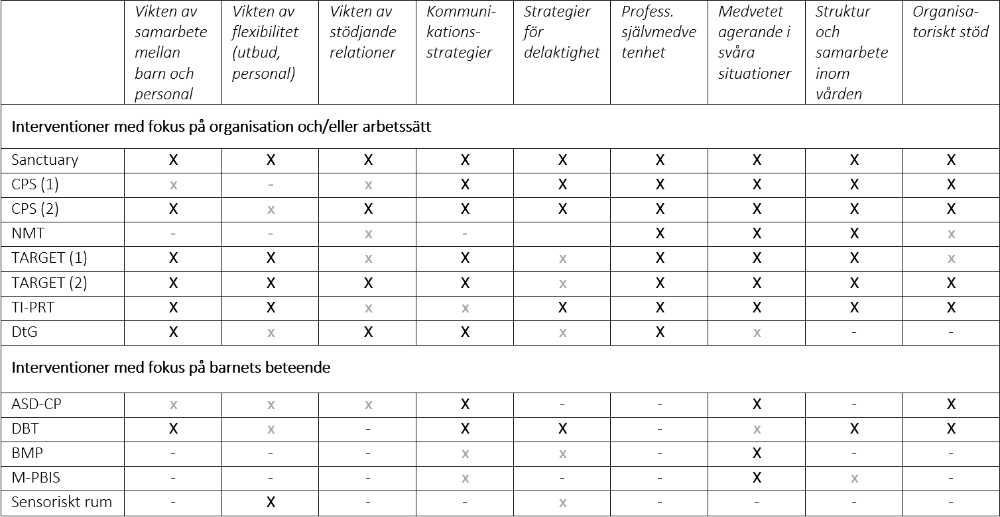 Vikten av samarbete mellan barn och personal | Vikten av flexibilitet (utbud, personal) | Vikten av stödjande relationer | Kommuni-kations-strategier | Strategier för delaktighet | Profess. självmedve tenhet | Medvetet agerande i svåra situationer | Struktur och samarbete inom vården | Organisa-toriskt stöd
Interventioner med fokus på organisation och/eller arbetssätt
Sanctuary | X | X | X | X | X | X | X | X | X
CPS (1) | x | - | x | X | X | X | X | X | X
CPS (2) | X | x | X | X | X | X | X | X | X
NMT | - | - | x | - | | X | X | X | x
TARGET (1) | X | X | x | X | x | X | X | X | x
TARGET (2) | X | X | X | X | x | X | X | X | X
TI-PRT | X | X | x | x | X | X | X | X | X
DtG | X | x | X | X | x | X | x | - | -
Interventioner med fokus på barnets beteende
ASD-CP | x | x | x | X | - | - | X | - | X
DBT | X | x | - | X | X | - | x | X | X
BMP | - | - | - | x | x | - | X | - | -
M-PBIS | - | - | - | x | - | - | X | x | -
Sensoriskt rum | - | X | - | - | x | - | - | - | -